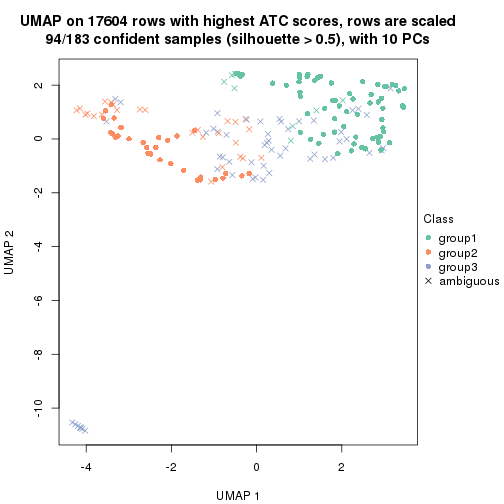 UMAP on 17604 rows with highest ATC scores, rows are scaled
94/183 confident samples (silhouette > 0.5), with 10 PCs
2
0
-2
-4
-6
-8
-10
UMAP 2
-4
-2
0
2
UMAP 1
Class
group1
group2
group3
ambiguous